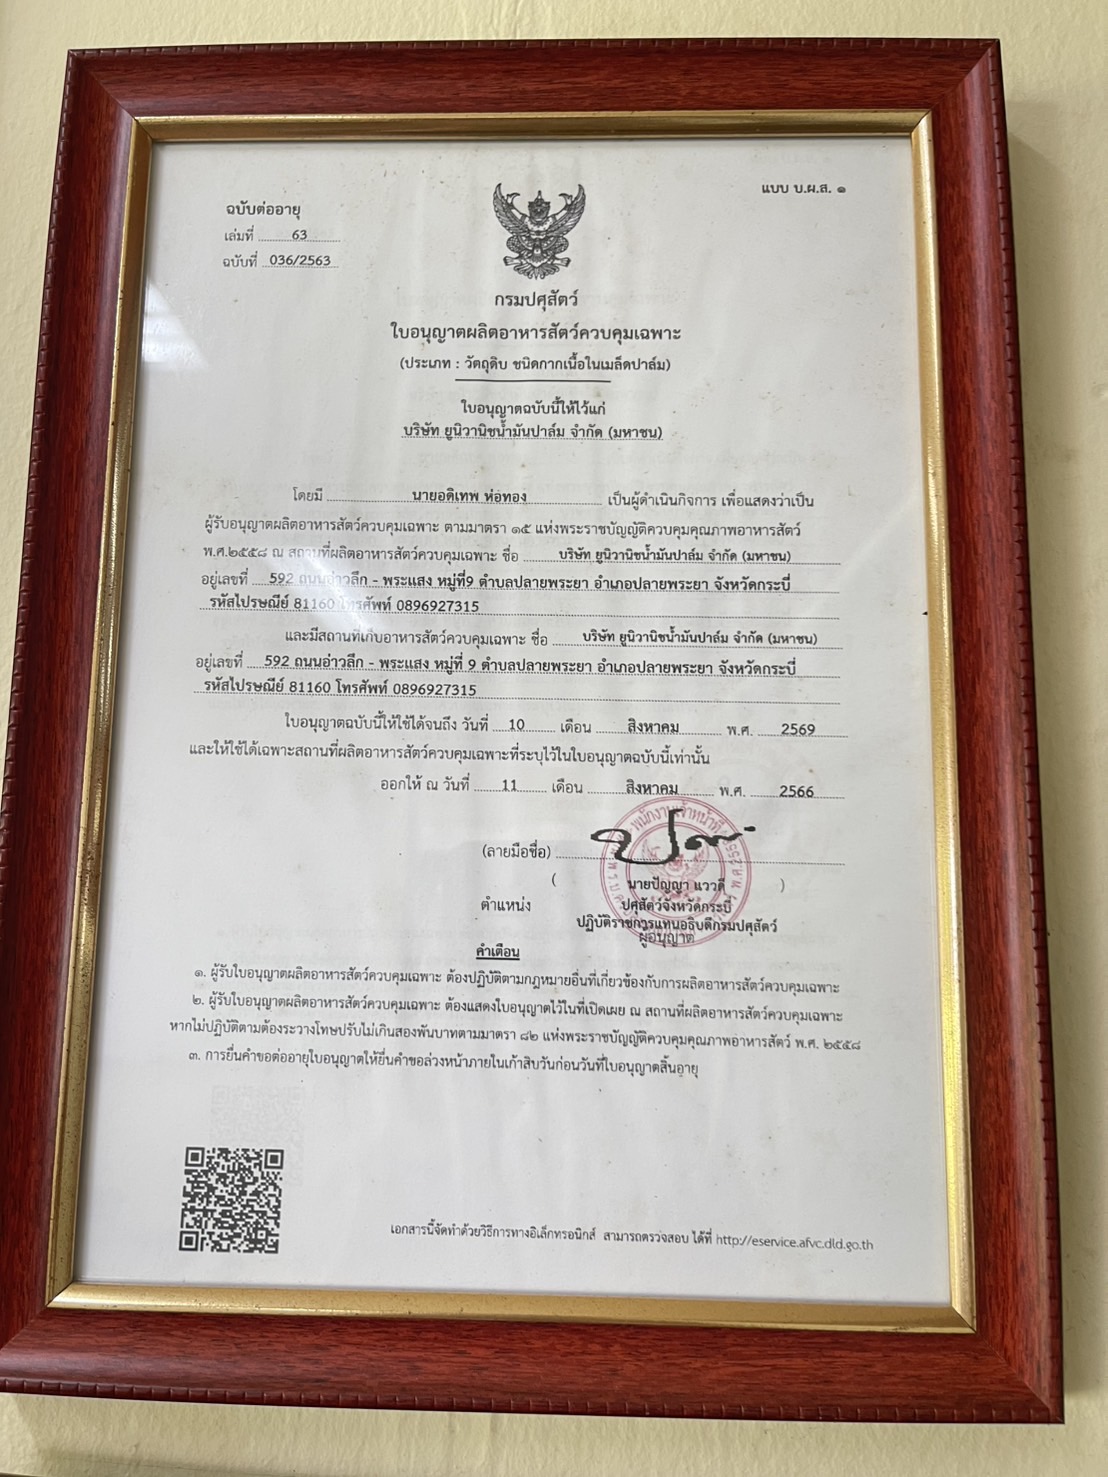 แบบ บ.ผ.ส. ๑
ฉบับต่ออายุ
เล่มที่ 63
ฉบับที่ 036/2563
กรมปศุสัตว์
ใบอนุญาตผลิตอาหารสัตว์ควบคุมเฉพาะ
(ประเภท : วัตถุดิบ ชนิดกากเนื้อในเมล็ดปาล์ม)
ใบอนุญาตฉบับนี้ให้ไว้แก่
บริษัท ยูนิวานิชน้ำมันปาล์ม จำกัด (มหาชน)
โดยมี นายอดิเทพ ห่อทอง เป็นผู้ดำเนินกิจการ เพื่อแสดงว่าเป็น
ผู้รับอนุญาตผลิตอาหารสัตว์ควบคุมเฉพาะ ตามมาตรา ๑๕ แห่งพระราชบัญญัติควบคุมคุณภาพอาหารสัตว์
พ.ศ.๒๕๕๘ ณ สถานที่ผลิตอาหารสัตว์ควบคุมเฉพาะ ชื่อ บริษัท ยูนิวานิชน้ำมันปาล์ม จำกัด (มหาชน)
อยู่เลขที่ 592 ถนนอ่าวลึก - พระแสง หมู่ที่9 ตำบลปลายพระยา อำเภอปลายพระยา จังหวัดกระบี่
รหัสไปรษณีย์ 81160 โทรศัพท์ 0896927315
และมีสถานที่เก็บอาหารสัตว์ควบคุมเฉพาะ ชื่อ บริษัท ยูนิวานิชน้ำมันปาล์ม จำกัด (มหาชน)
อยู่เลขที่ 592 ถนนอ่าวลึก - พระแสง หมู่ที่ 9 ตำบลปลายพระยา อำเภอปลายพระยา จังหวัดกระบี่
รหัสไปรษณีย์ 81160 โทรศัพท์ 0896927315
ใบอนุญาตฉบับนี้ให้ใช้ได้จนถึง วันที่ 10 เดือน สิงหาคม พ.ศ. 2569
และให้ใช้ได้เฉพาะสถานที่ผลิตอาหารสัตว์ควบคุมเฉพาะที่ระบุไว้ในใบอนุญาตฉบับนี้เท่านั้น
ออกให้ ณ วันที่ 11 เดือน สิงหาคม พ.ศ. 2566
(ลายมือชื่อ)
( นายปัญญา แววดี )
ตำแหน่ง ปศุสัตว์จังหวัดกระบี่
ปฏิบัติราชการแทนอธิบดีกรมปศุสัตว์
ผู้อนุญาต
คำเตือน
๑. ผู้รับใบอนุญาตผลิตอาหารสัตว์ควบคุมเฉพาะ ต้องปฏิบัติตามกฎหมายอื่นที่เกี่ยวข้องกับการผลิตอาหารสัตว์ควบคุมเฉพาะ
๒. ผู้รับใบอนุญาตผลิตอาหารสัตว์ควบคุมเฉพาะ ต้องแสดงใบอนุญาตไว้ในที่เปิดเผย ณ สถานที่ผลิตอาหารสัตว์ควบคุมเฉพาะ
หากไม่ปฏิบัติตามต้องระวางโทษปรับไม่เกินสองพันบาทตามมาตรา ๘๒ แห่งพระราชบัญญัติควบคุมคุณภาพอาหารสัตว์ พ.ศ. ๒๕๕๘
๓. การยื่นคำขอต่ออายุใบอนุญาตให้ยื่นคำขอล่วงหน้าภายในเก้าสิบวันก่อนวันที่ใบอนุญาตสิ้นอายุ
เอกสารนี้จัดทำด้วยวิธีการทางอิเล็กทรอนิกส์ สามารถตรวจสอบ ได้ที่ http://eservice.afvc.dld.go.th